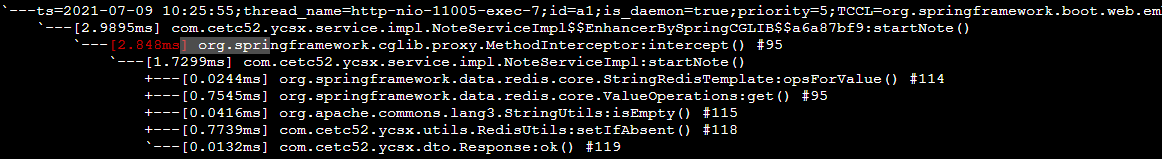 `---ts=2021-07-09 10:25:55;thread_name=http-nio-11005-exec-7;id=a1;is_daemon=true;priority=5;TCCL=org.springframework.boot.web.em
`---[2.9895ms] com.cetc52.ycsx.service.impl.NoteServiceImpl$$EnhancerBySpringCGLIB$$a6a87bf9:startNote()
`---[2.848ms] org.springframework.cglib.proxy.MethodInterceptor:intercept() #95
`---[1.7299ms] com.cetc52.ycsx.service.impl.NoteServiceImpl:startNote()
+---[0.0244ms] org.springframework.data.redis.core.StringRedisTemplate:opsForValue() #114
+---[0.7545ms] org.springframework.data.redis.core.ValueOperations:get() #95
+---[0.0416ms] org.apache.commons.lang3.StringUtils:isEmpty() #115
+---[0.7739ms] com.cetc52.ycsx.utils.RedisUtils:setIfAbsent() #118
`---[0.0132ms] com.cetc52.ycsx.dto.Response:ok() #119